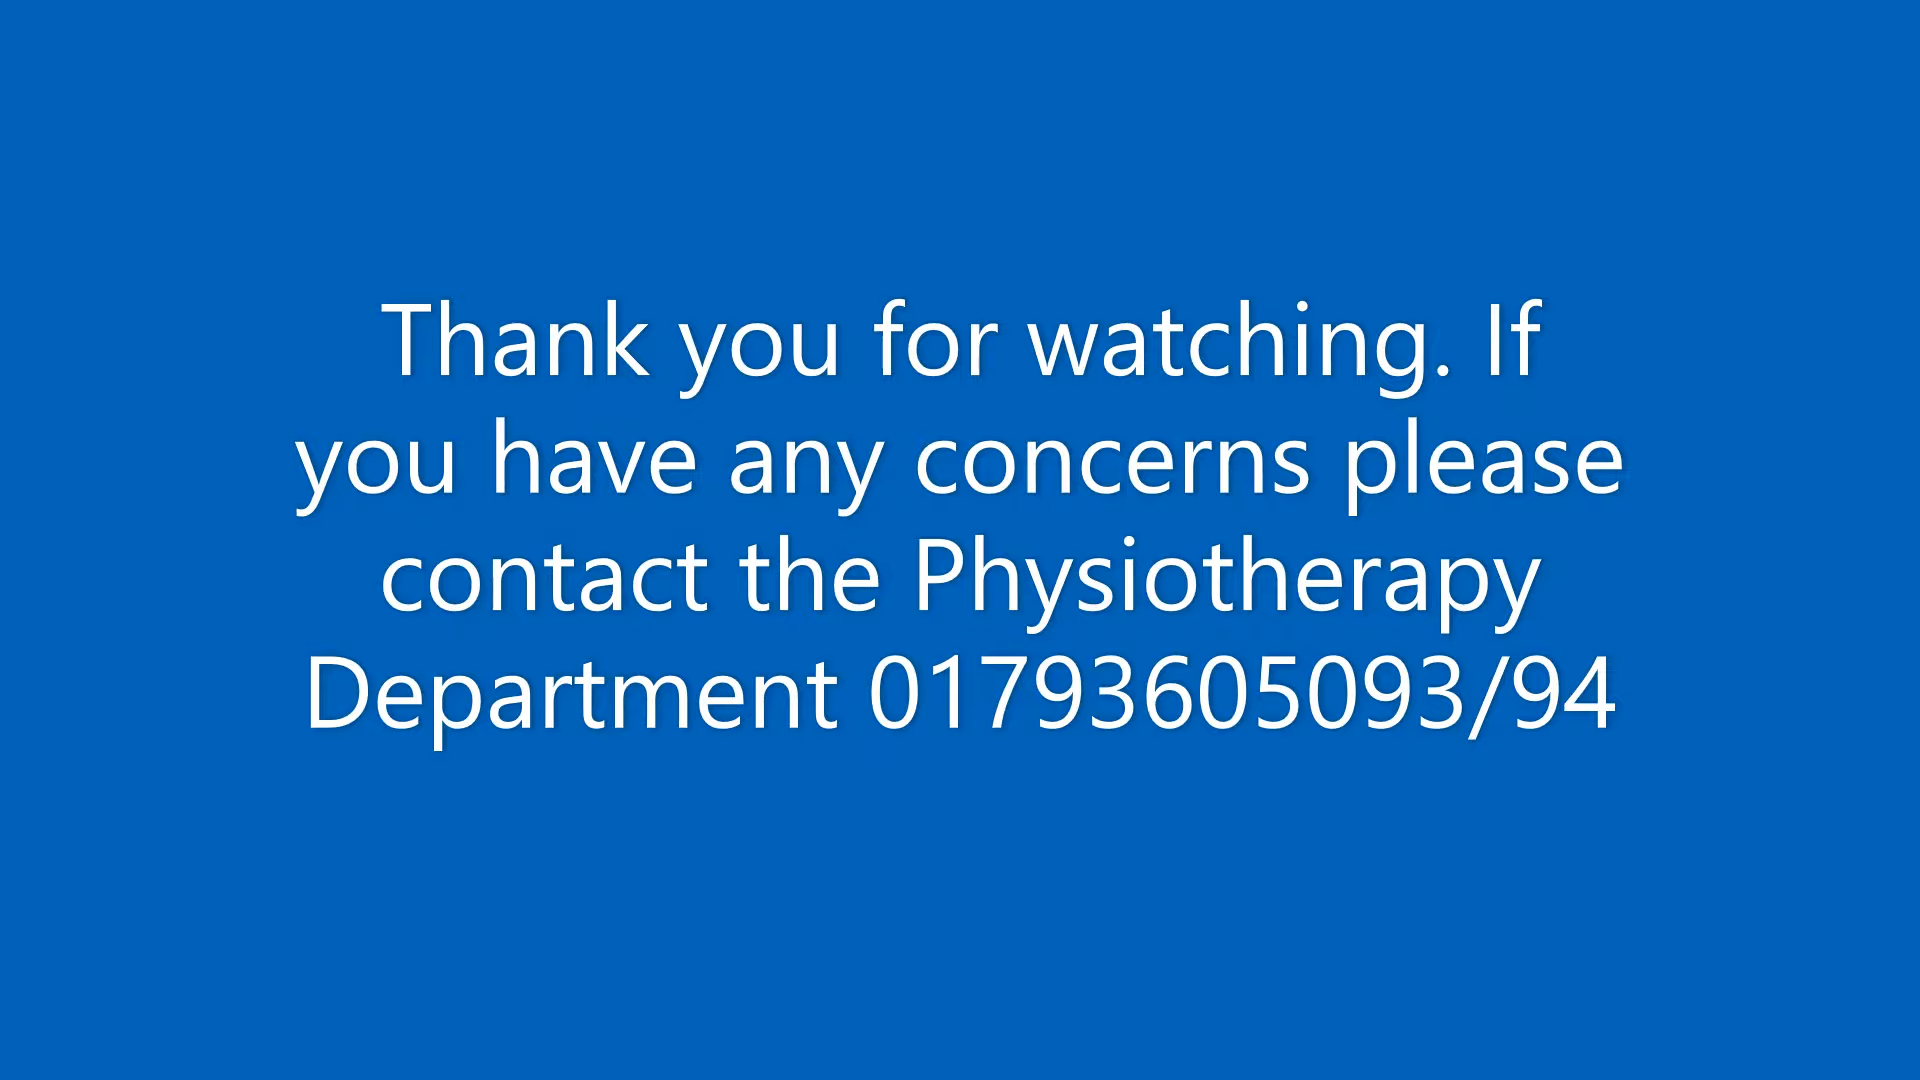 Thank you for watching. If
you have any concerns please
contact the Physiotherapy
Department 01793605093/94